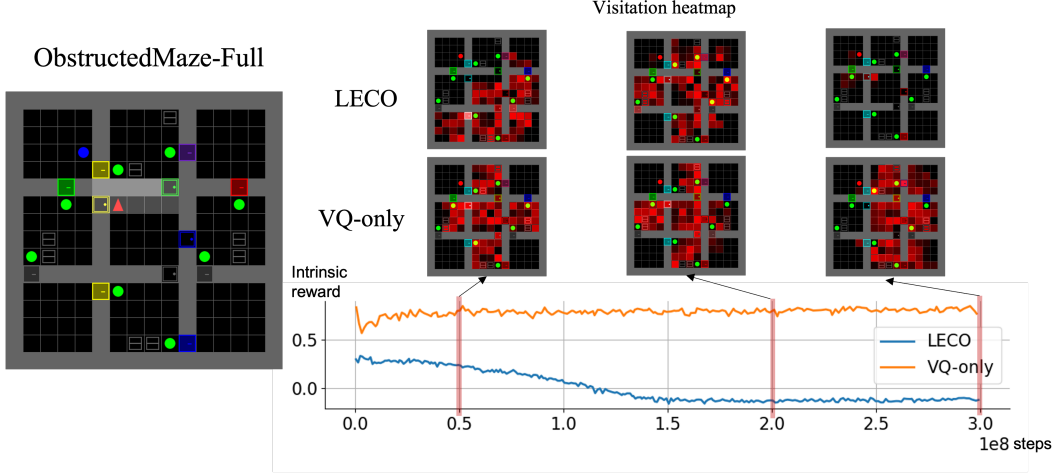 Visitation heatmap
ObstructedMaze-Full
LECO
VQ-only
Intrinsic
reward
0.5
0.0
LECO
VQ-only
0.0 0.5 1.0 1.5 2.0 2.5 3.0
1e8 steps